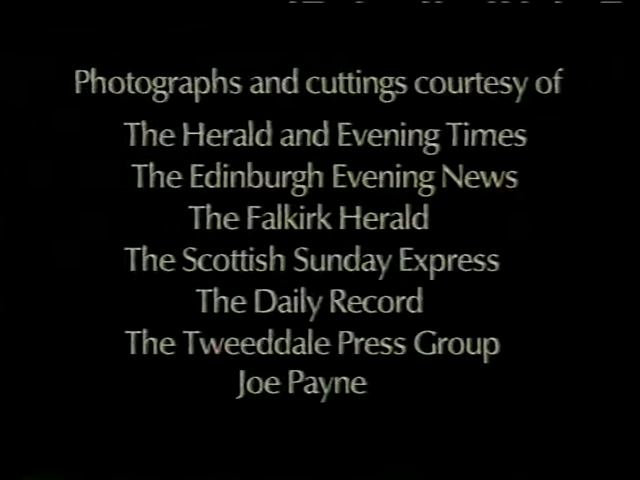 Photographs and cuttings courtesy of
The Herald and Evening Times
The Edinburgh Evening News
The Falkirk Herald
The Scottish Sunday Express
The Daily Record
The Tweeddale Press Group
Joe Payne